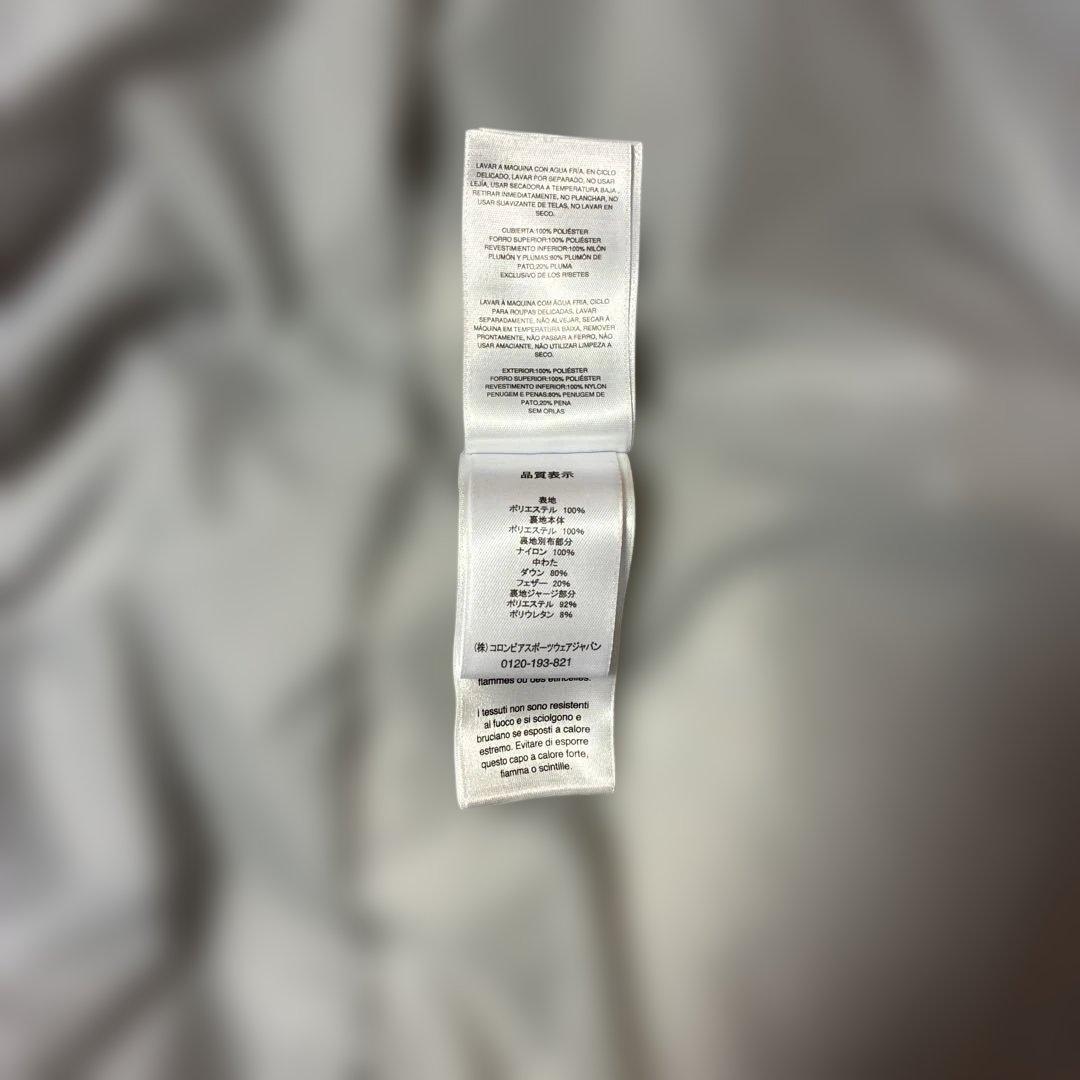 LAVAR A MAQUINA CON AGUA FRIA, EN CICLO
DELICADO, LAVAR POR SEPARADO, NO USAR
LEJIA, USAR SECADORA A TEMPERATURA BAJA,
RETIRAR INMEDIATAMENTE, NO PLANCHAR, NO
USAR SUAVIZANTE DE TELAS, NO LAVAR EN
SECO.
CUBIERTA:100% POLIÉSTER
FORRO SUPERIOR:100% POLIÉSTER
REVESTIMIENTO INFERIOR:100% NILÓN
PLUMÓN Y PLUMAS:80% PLUMÓN DE
PATO,20% PLUMA
EXCLUSIVO DE LOS RIBETES
LAVAR À MAQUINA COM ÁGUA FRIA, CICLO
PARA ROUPAS DELICADAS, LAVAR
SEPARADAMENTE, NÃO ALVEJAR, SECAR À
MÁQUINA EM TEMPERATURA BAIXA, REMOVER
PRONTAMENTE, NÃO PASSAR A FERRO, NÃO
USAR AMACIANTE, NÃO UTILIZAR LIMPEZA A
SECO.
EXTERIOR:100% POLIÉSTER
FORRO SUPERIOR:100% POLIÉSTER
REVESTIMENTO INFERIOR:100% NYLON
PENUGEM E PENAS:80% PENUGEM DE
PATO,20% PENA
SEM ORLAS
品質表示
表地
ポリエステル 100%
裏地本体
ポリエステル 100%
裏地別布部分
ナイロン 100%
中わた
ダウン 80%
フェザー 20%
裏地ジャージ部分
ポリエステル 92%
ポリウレタン 8%
(株)コロンビアスポーツウェアジャパン
0120-193-821
flammes ou des étincelles.
I tessuti non sono resistenti
al fuoco e si sciolgono e
bruciano se esposti a calore
estremo. Evitare di esporre
questo capo a calore forte,
fiamma o scintille.